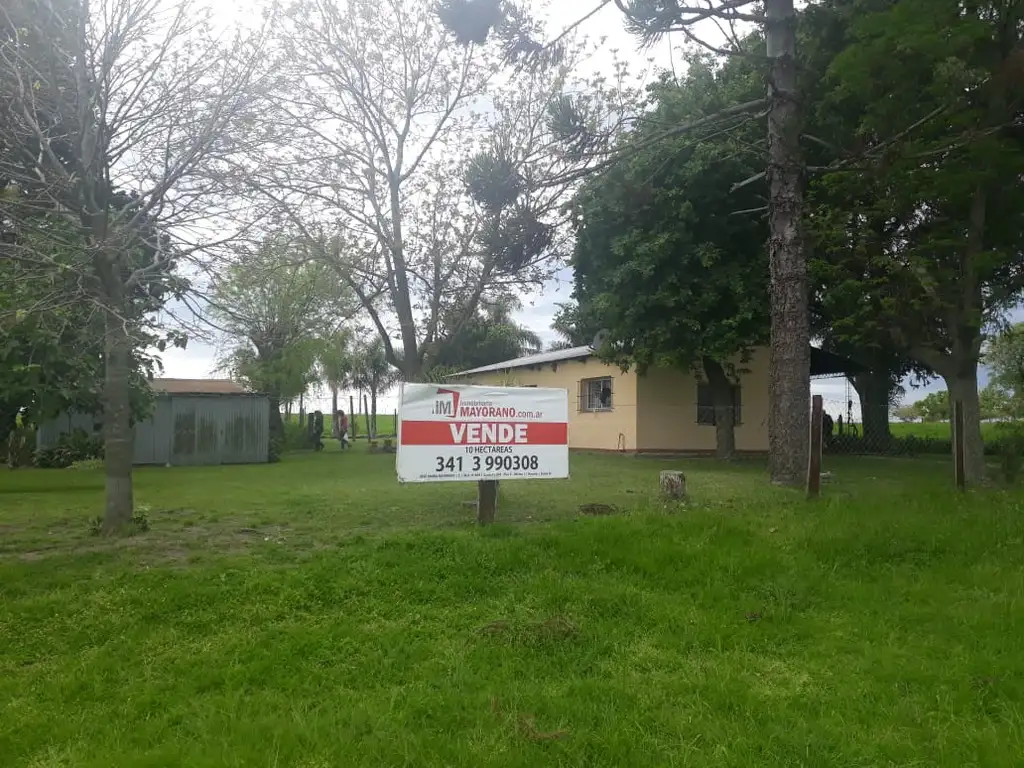 IM inmobiliaria
MAYORANO.com.ar
VENDE
10 HECTAREAS
341 3 990308